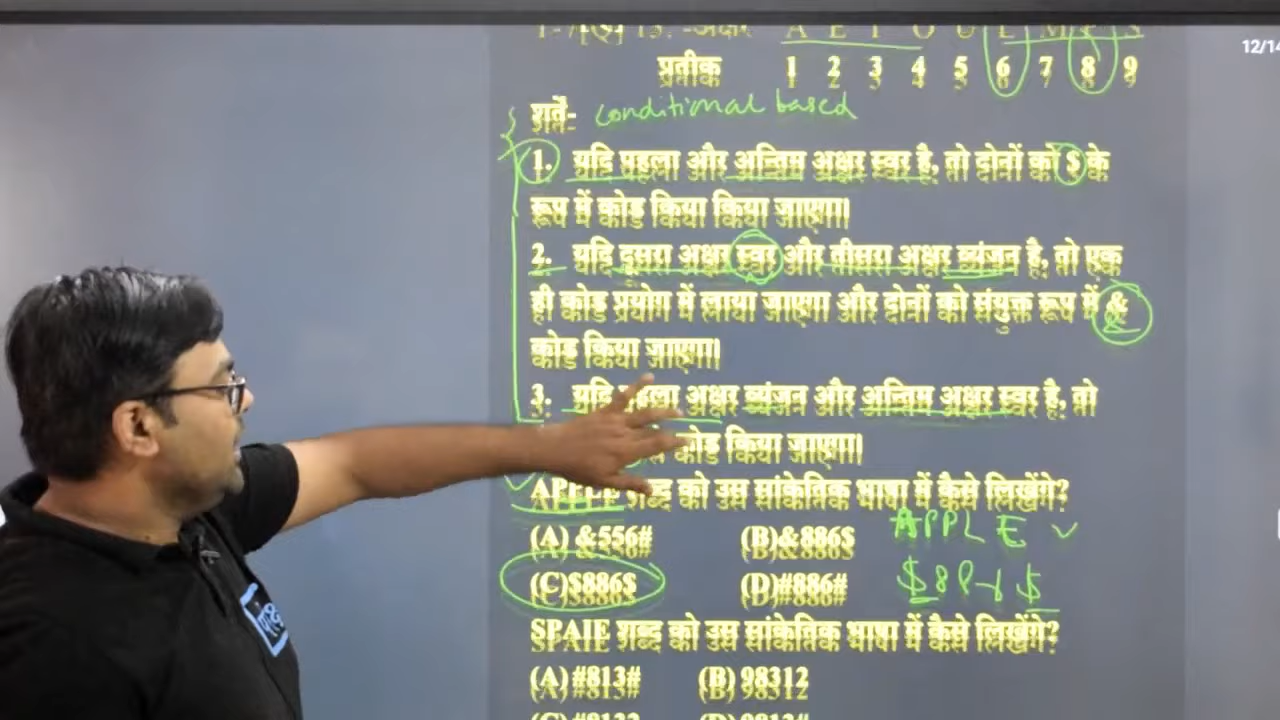 -अक्षर A E I O U L M P S
12/14
प्रतीक 1 2 3 4 5 6 7 8 9
शर्तें- conditional based
1. यदि पहला और अन्तिम अक्षर स्वर है, तो दोनों को $ के
रूप में कोड किया किया जाएगा।
2. यदि दूसरा अक्षर स्वर और तीसरा अक्षर व्यंजन है, तो एक
ही कोड प्रयोग में लाया जाएगा और दोनों को संयुक्त रूप में &
कोड किया जाएगा।
3. यदि पहला अक्षर व्यंजन और अन्तिम अक्षर स्वर है, तो
कोड किया जाएगा।
APPLE शब्द को उस सांकेतिक भाषा में कैसे लिखेंगे?
APPLE
(A) &556# (B)&886$
(C)$886$ (D)#886#
SPAIE शब्द को उस सांकेतिक भाषा में कैसे लिखेंगे?
(A) #813# (B) 98312